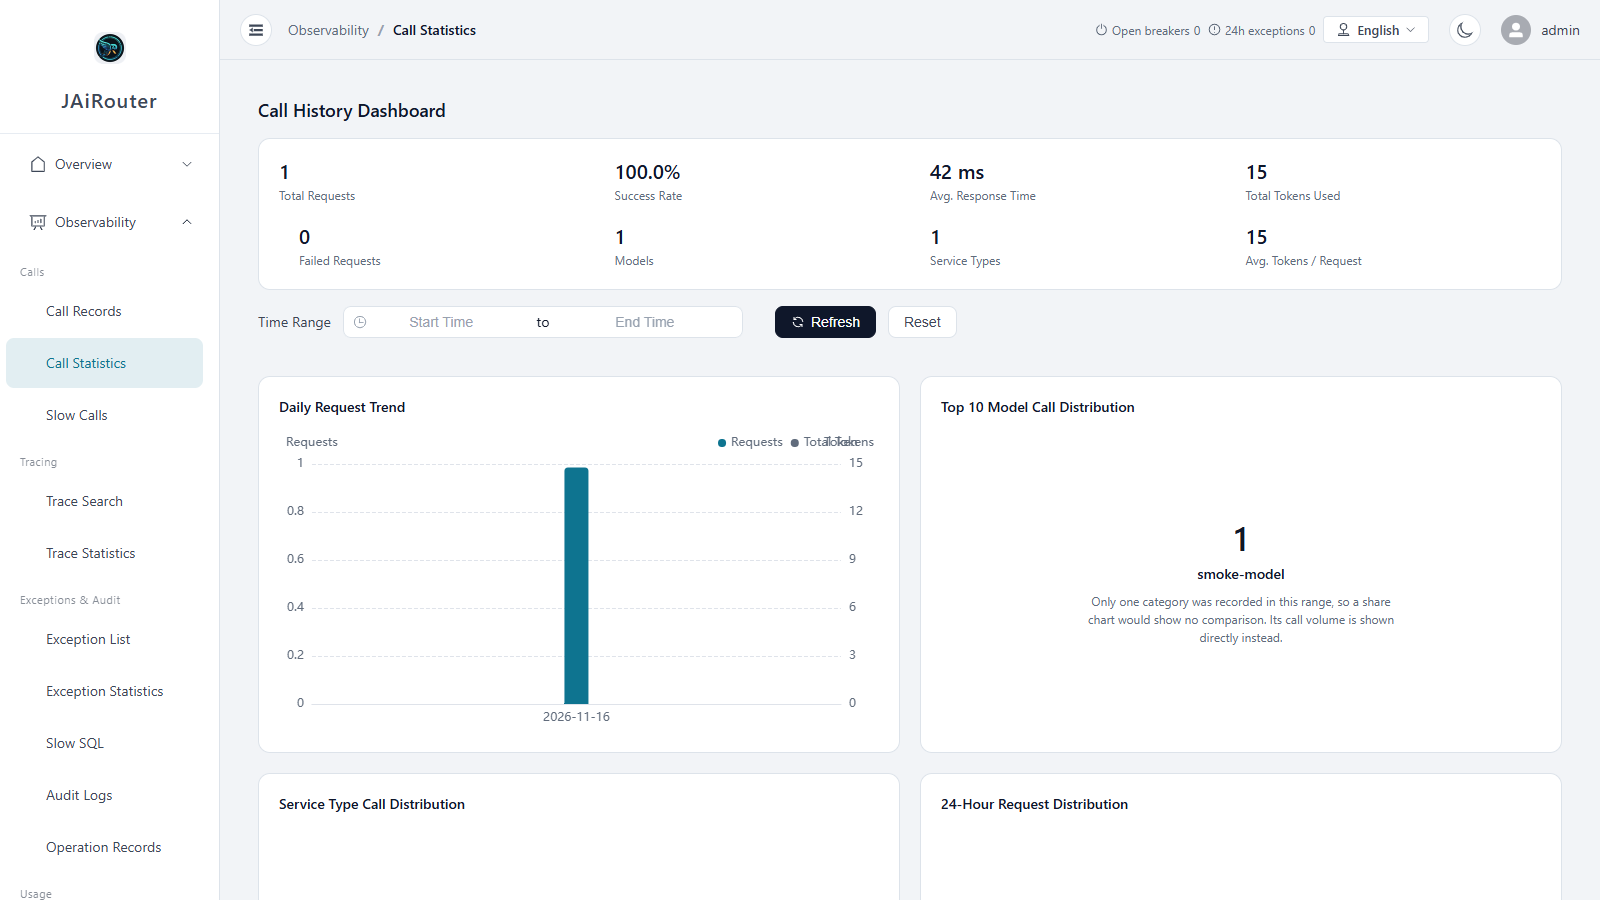 JAiRouter
Overview
Observability
Calls
Call Records
Call Statistics
Slow Calls
Tracing
Trace Search
Trace Statistics
Exceptions & Audit
Exception List
Exception Statistics
Slow SQL
Audit Logs
Operation Records
Usage
Observability / Call Statistics
Open breakers 0 24h exceptions 0 English admin
Call History Dashboard
1 100.0% 42 ms 15
Total Requests Success Rate Avg. Response Time Total Tokens Used
0 1 1 15
Failed Requests Models Service Types Avg. Tokens / Request
Time Range Start Time to End Time Refresh Reset
Daily Request Trend
Requests Requests Total Token Tokens
1 15
0.8 12
0.6 9
0.4 6
0.2 3
0 0
2026-11-16
Top 10 Model Call Distribution
1
smoke-model
Only one category was recorded in this range, so a share
chart would show no comparison. Its call volume is shown
directly instead.
Service Type Call Distribution
24-Hour Request Distribution